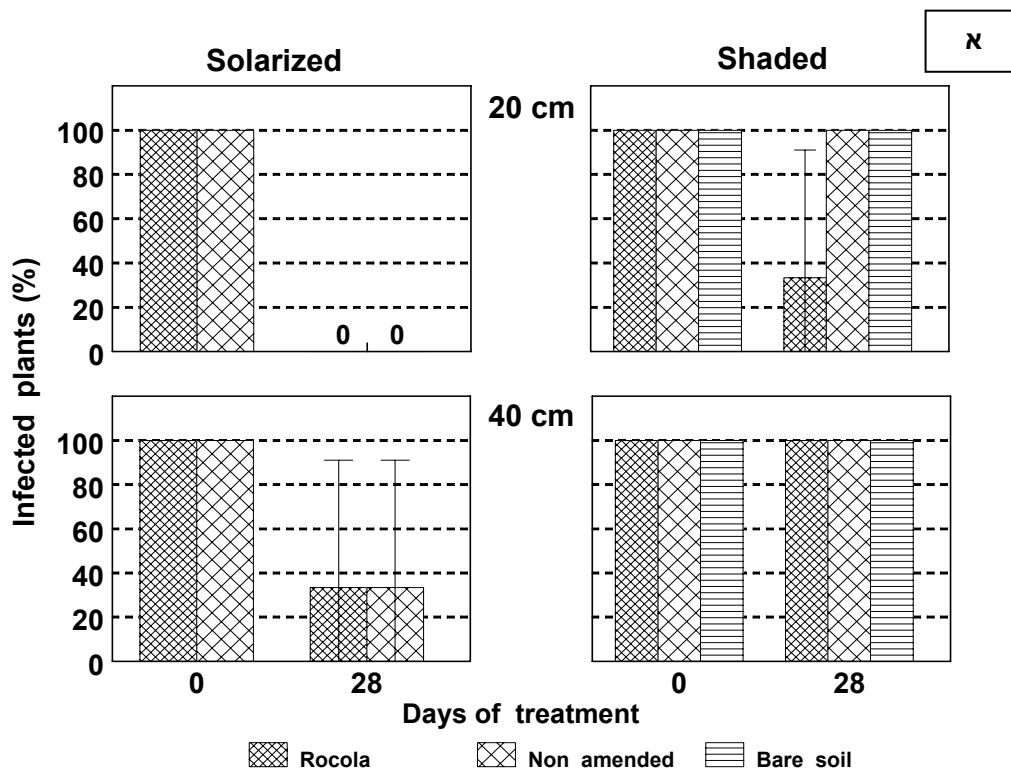 א
Solarized
Shaded
20 cm
100
80
60
40
20
0
0 0
40 cm
100
80
60
40
20
0
Infected plants (%)
0 28
0 28
Days of treatment
Rocola Non amended Bare soil